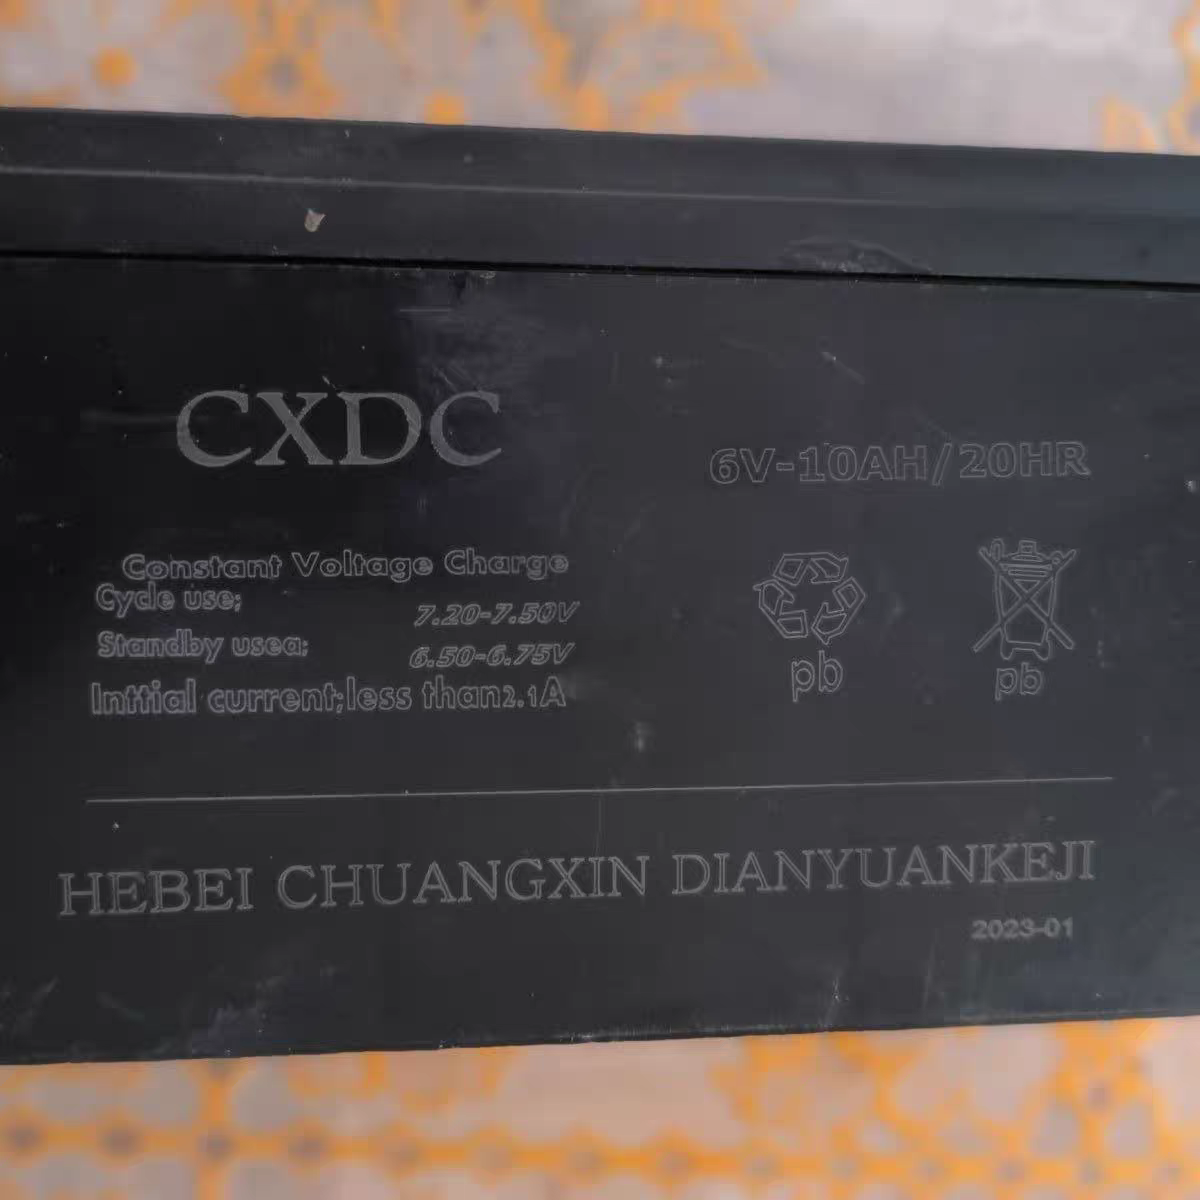 CXDC
6V-10AH/20HR
Constant Voltage Charge
Cycle use;
7.20-7.50V
Standby usea;
6.50-6.75V
Inttial current;less than2.1A
pb
pb
HEBEI CHUANGXIN DIANYUANKEJI
2023-01